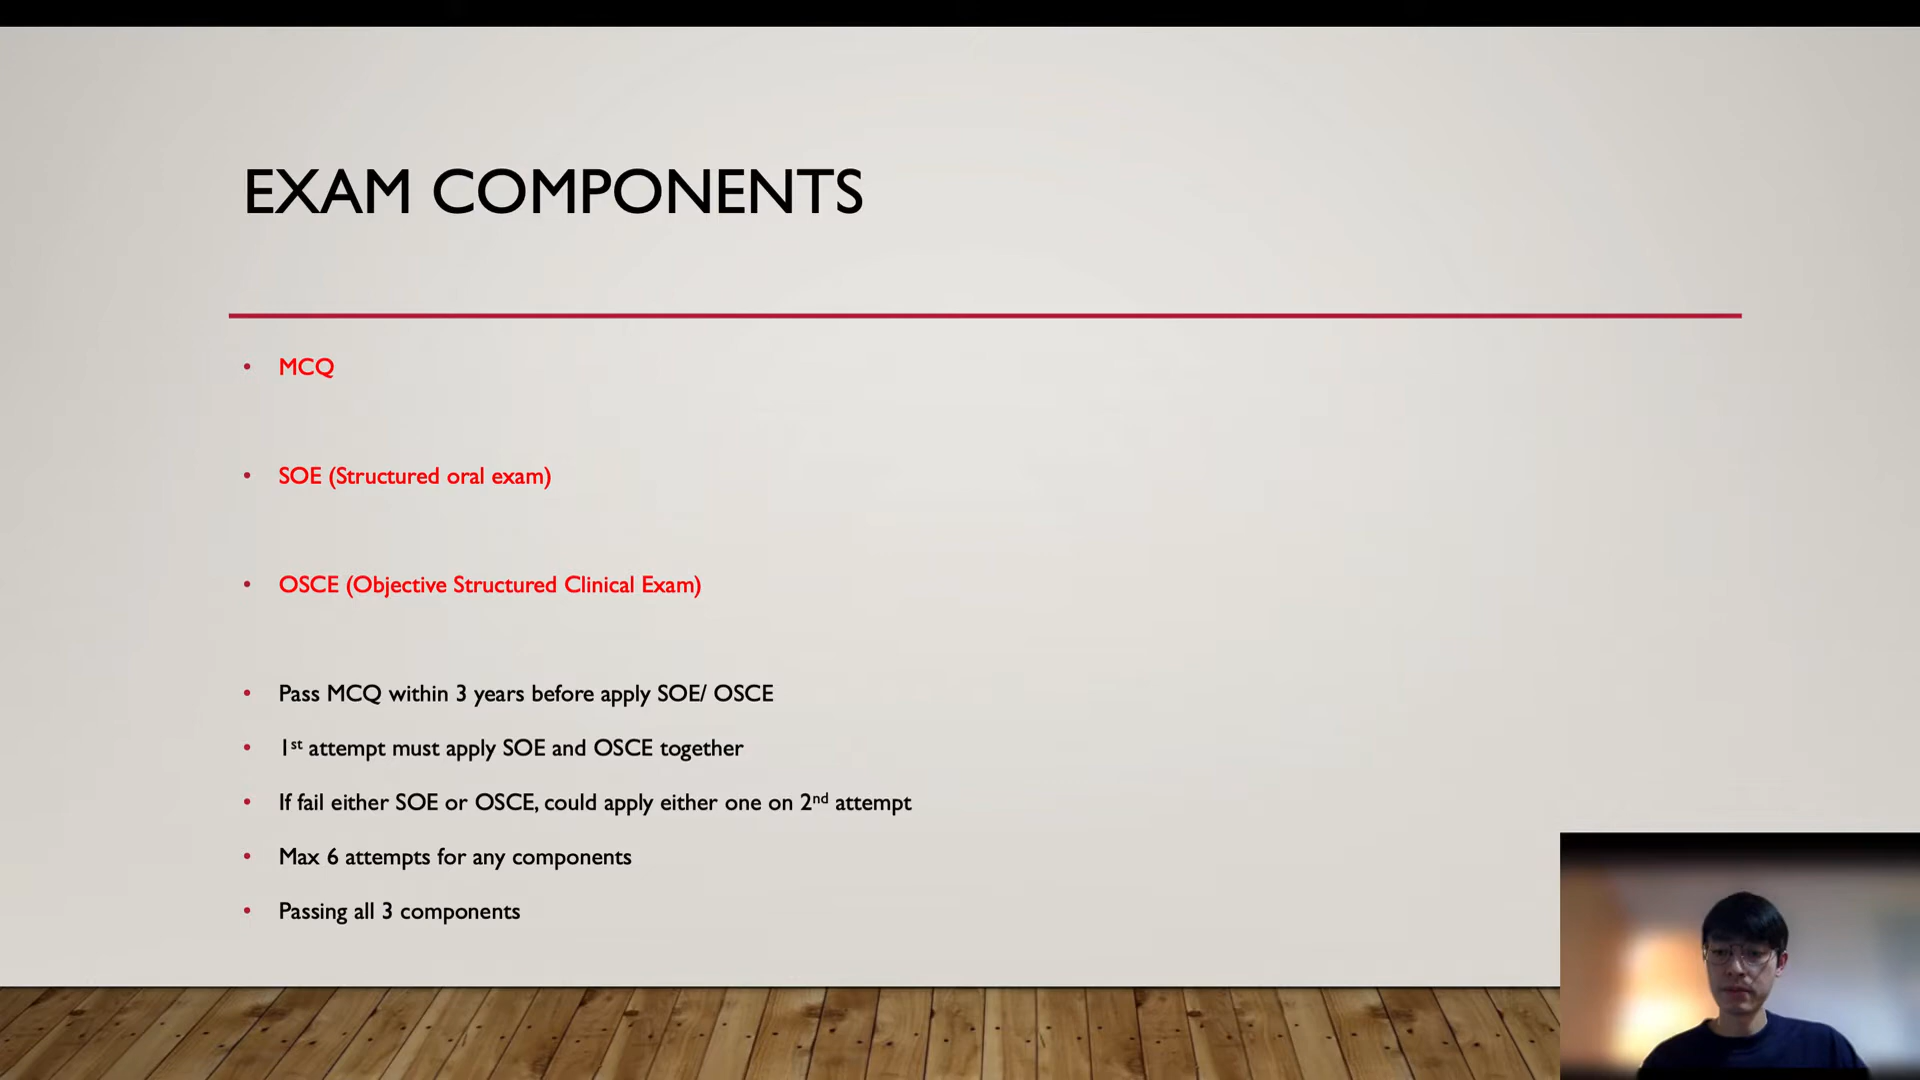 EXAM COMPONENTS
• MCQ
• SOE (Structured oral exam)
• OSCE (Objective Structured Clinical Exam)
• Pass MCQ within 3 years before apply SOE/ OSCE
• 1st attempt must apply SOE and OSCE together
• If fail either SOE or OSCE, could apply either one on 2nd attempt
• Max 6 attempts for any components
• Passing all 3 components